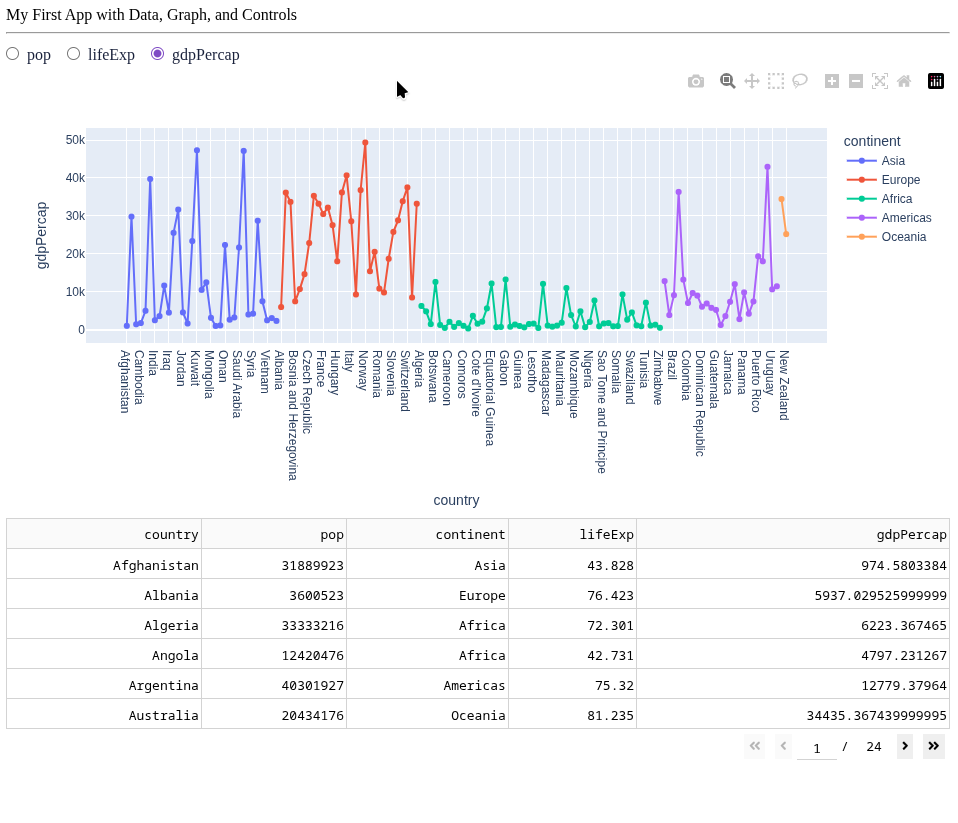 My First App with Data, Graph, and Controls
pop lifeExp gdpPercap
continent
Asia
Europe
Africa
Americas
Oceania
gdpPercap
50k
40k
30k
20k
10k
0
Afghanistan
Cambodia
India
Iraq
Jordan
Kuwait
Mongolia
Oman
Saudi Arabia
Syria
Vietnam
Albania
Bosnia and Herzegovina
Czech Republic
France
Hungary
Italy
Norway
Romania
Slovenia
Switzerland
Algeria
Botswana
Cameroon
Comoros
Cote d'Ivoire
Equatorial Guinea
Gabon
Guinea
Lesotho
Madagascar
Mauritania
Mozambique
Nigeria
Sao Tome and Principe
Somalia
Swaziland
Tunisia
Zimbabwe
Brazil
Colombia
Dominican Republic
Guatemala
Jamaica
Panama
Puerto Rico
Uruguay
New Zealand
country
country pop continent lifeExp gdpPercap
Afghanistan 31889923 Asia 43.828 974.5803384
Albania 3600523 Europe 76.423 5937.029525999999
Algeria 33333216 Africa 72.301 6223.367465
Angola 12420476 Africa 42.731 4797.231267
Argentina 40301927 Americas 75.32 12779.37964
Australia 20434176 Oceania 81.235 34435.367439999995
1 / 24